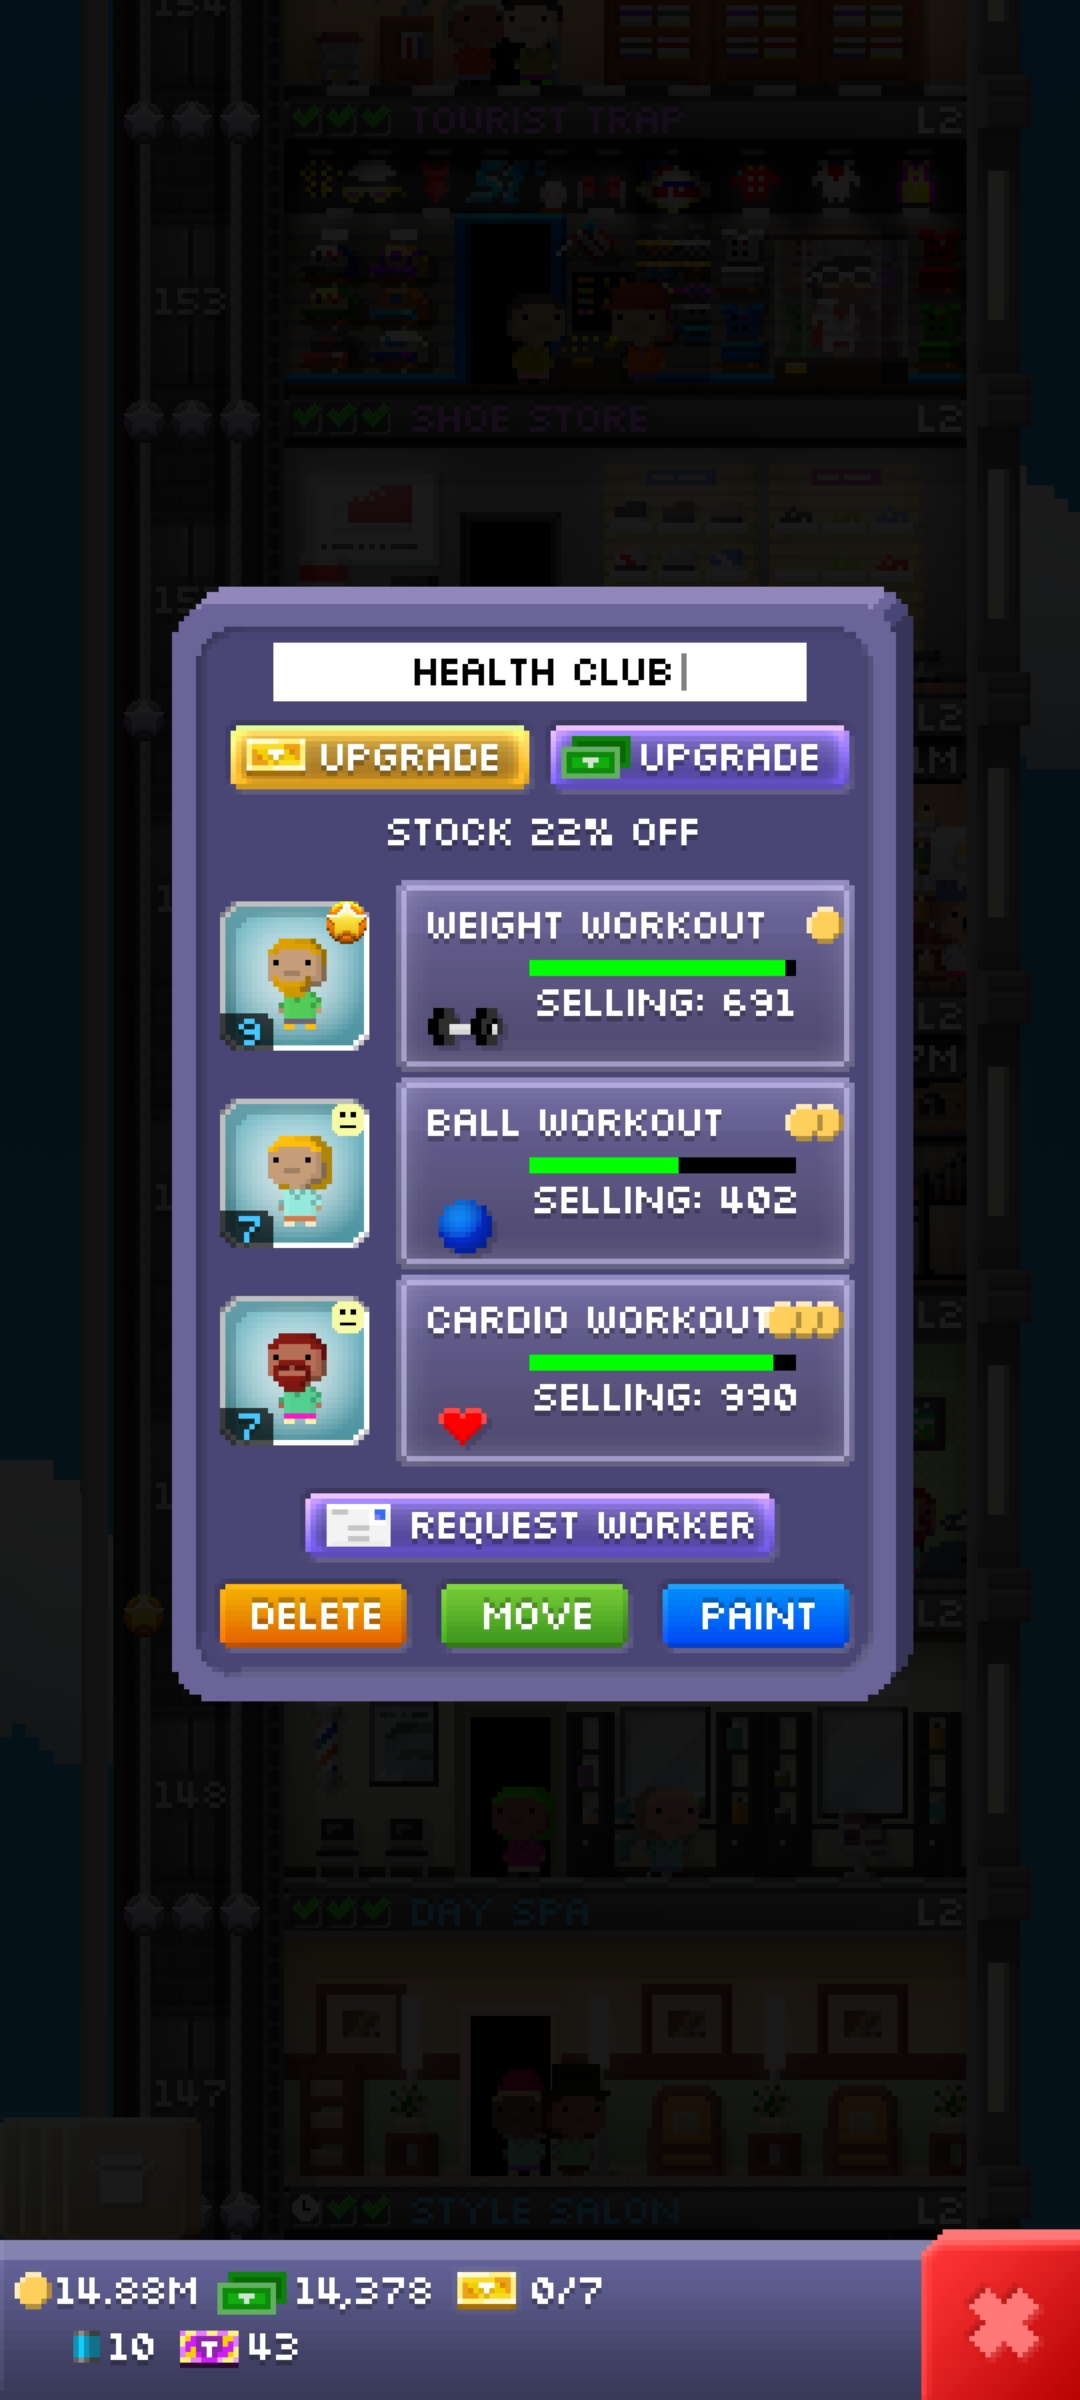 TOURIST TRAP L2
153
SHOE STORE L2
HEALTH CLUB
UPGRADE UPGRADE
STOCK 22% OFF
WEIGHT WORKOUT
SELLING: 691
9
BALL WORKOUT
SELLING: 402
7
CARDIO WORKOUT
SELLING: 990
7
REQUEST WORKER
DELETE MOVE PAINT
148
DAY SPA L2
147
STYLE SALON L2
14.88M 14,378 0/7
10 43